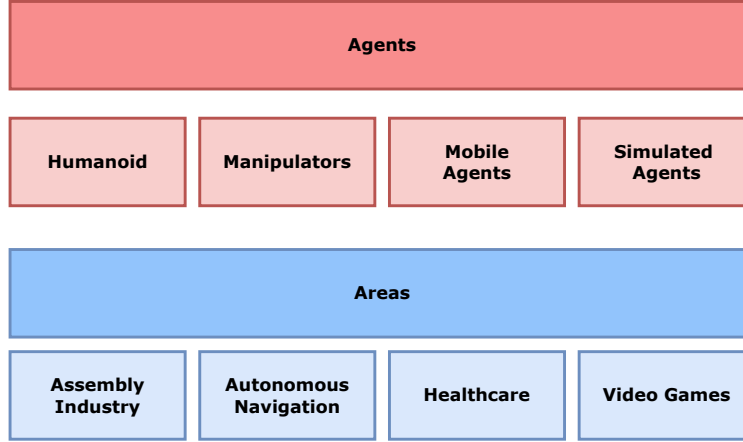 Agents
Humanoid
Manipulators
Mobile
Agents
Simulated
Agents
Areas
Assembly
Industry
Autonomous
Navigation
Healthcare
Video Games